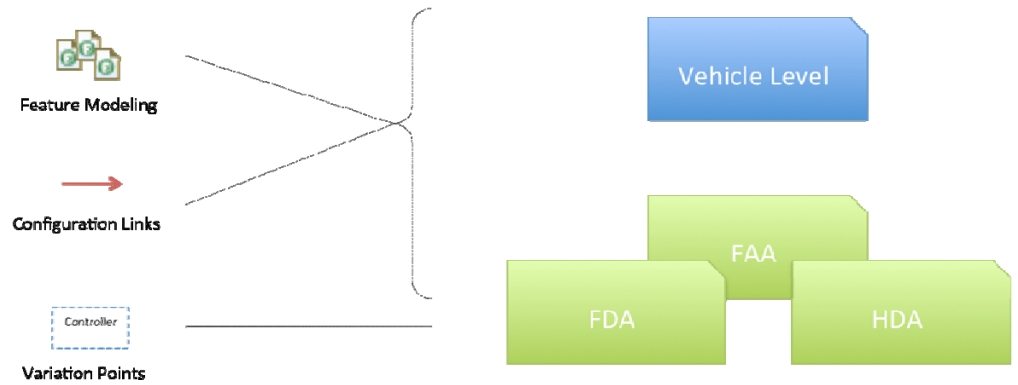 Feature Modeling
Configuration Links
Controller
Variation Points
Vehicle Level
FAA
FDA
HDA